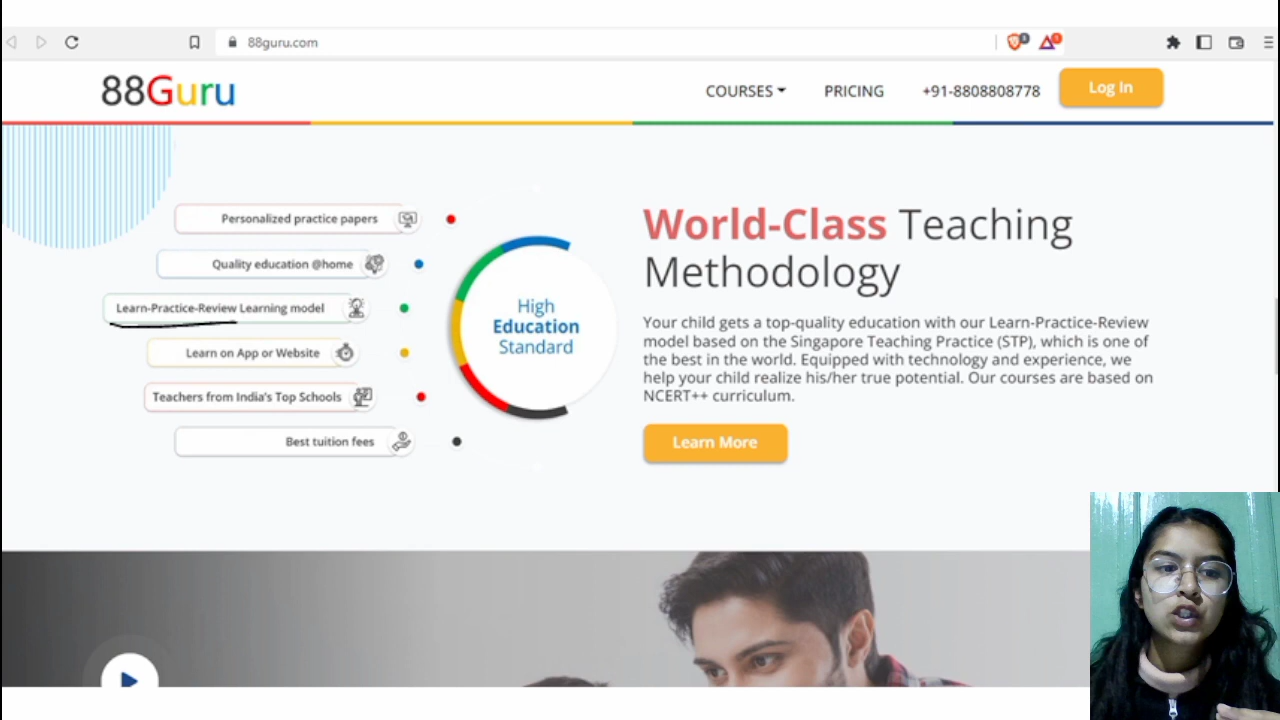 88guru.com
88Guru
COURSES
PRICING
+91-8808808778
Log In
Personalized practice papers
Quality education @home
Learn-Practice-Review Learning model
Learn on App or Website
Teachers from India's Top Schools
Best tuition fees
High
Education
Standard
World-Class Teaching
Methodology
Your child gets a top-quality education with our Learn-Practice-Review
model based on the Singapore Teaching Practice (STP), which is one of
the best in the world. Equipped with technology and experience, we
help your child realize his/her true potential. Our courses are based on
NCERT++ curriculum.
Learn More